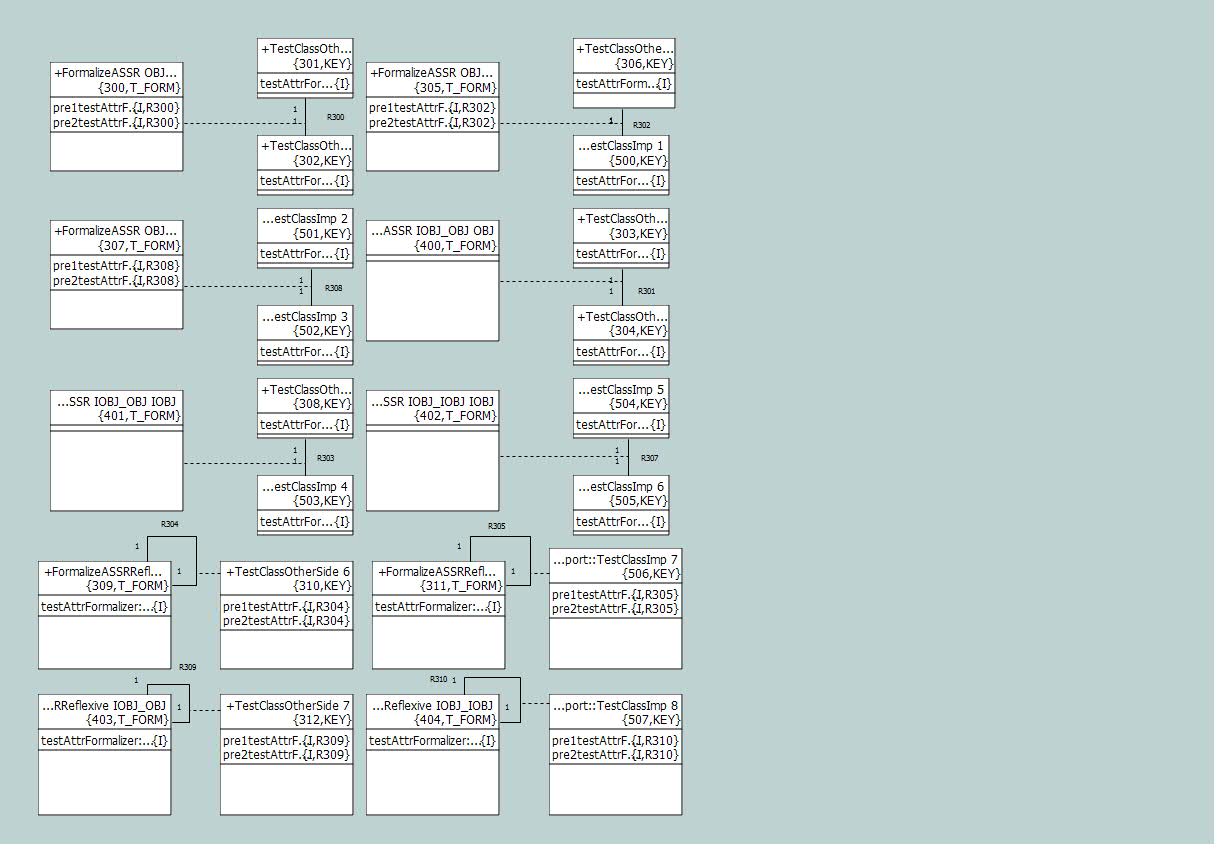 +FormalizeASSR OBJ...
{300,T_FORM}
pre1testAttrF.{I,R300}
pre2testAttrF.{I,R300}
+TestClassOth...
{301,KEY}
testAttrFor...{I}
1
R300
1
+TestClassOth...
{302,KEY}
testAttrFor...{I}
+FormalizeASSR OBJ...
{305,T_FORM}
pre1testAttrF.{I,R302}
pre2testAttrF.{I,R302}
+TestClassOthe...
{306,KEY}
testAttrForm...{I}
1
R302
...estClassImp 1
{500,KEY}
testAttrFor...{I}
+FormalizeASSR OBJ...
{307,T_FORM}
pre1testAttrF.{I,R308}
pre2testAttrF.{I,R308}
...estClassImp 2
{501,KEY}
testAttrFor...{I}
1
1
R308
...estClassImp 3
{502,KEY}
testAttrFor...{I}
...ASSR IOBJ_OBJ OBJ
{400,T_FORM}
+TestClassOth...
{303,KEY}
testAttrFor...{I}
1
1
R301
+TestClassOth...
{304,KEY}
testAttrFor...{I}
...SSR IOBJ_OBJ IOBJ
{401,T_FORM}
+TestClassOth...
{308,KEY}
testAttrFor...{I}
1
1
R303
...estClassImp 4
{503,KEY}
testAttrFor...{I}
...SSR IOBJ_IOBJ IOBJ
{402,T_FORM}
...estClassImp 5
{504,KEY}
testAttrFor...{I}
1
1
R307
...estClassImp 6
{505,KEY}
testAttrFor...{I}
R304
1
1
+FormalizeASSRRefl...
{309,T_FORM}
testAttrFormalizer:...{I}
+TestClassOtherSide 6
{310,KEY}
pre1testAttrF.{I,R304}
pre2testAttrF.{I,R304}
R305
1
1
+FormalizeASSRRefl...
{311,T_FORM}
testAttrFormalizer:...{I}
...port::TestClassImp 7
{506,KEY}
pre1testAttrF.{I,R305}
pre2testAttrF.{I,R305}
R309
1
1
...RReflexive IOBJ_OBJ
{403,T_FORM}
testAttrFormalizer:...{I}
+TestClassOtherSide 7
{312,KEY}
pre1testAttrF.{I,R309}
pre2testAttrF.{I,R309}
R310 1
1
...Reflexive IOBJ_IOBJ
{404,T_FORM}
testAttrFormalizer:...{I}
...port::TestClassImp 8
{507,KEY}
pre1testAttrF.{I,R310}
pre2testAttrF.{I,R310}